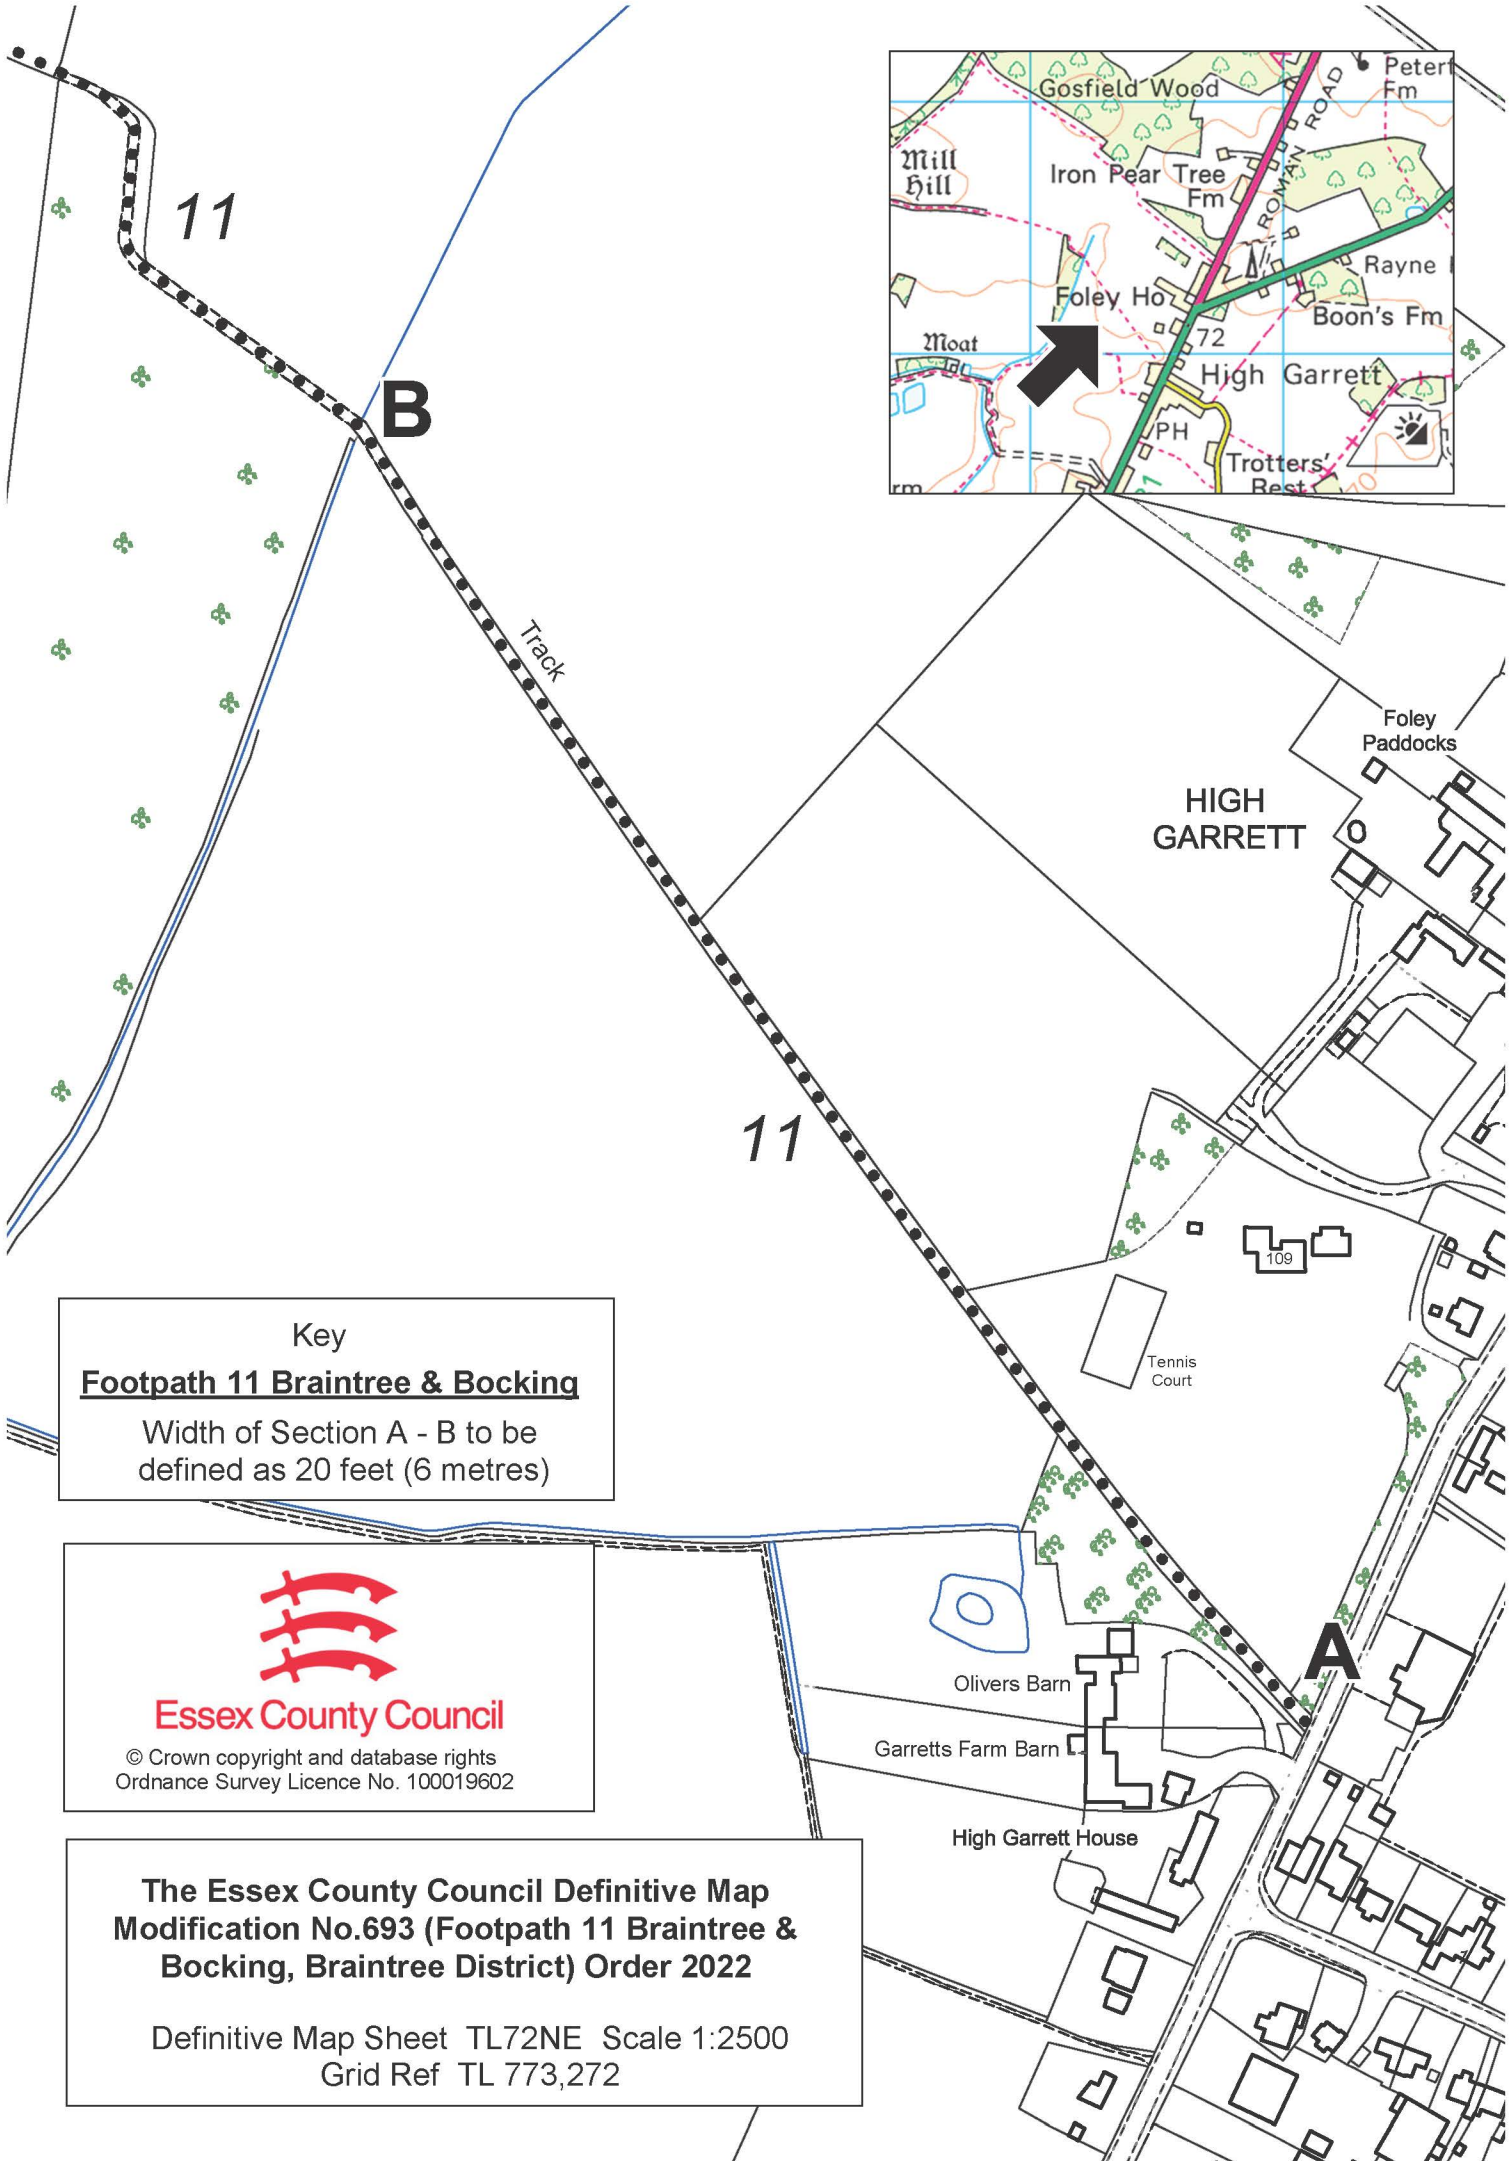 11
B
Track
11
A
Gosfield Wood
Mill
Hill
Iron Pear Tree
Fm
ROMAN ROAD
Foley Ho
Rayne
Boon's Fm
72
Moat
High Garrett
PH
Trotters'
Rest
70
Foley
Paddocks
HIGH
GARRETT
109
Tennis
Court
Olivers Barn
Garretts Farm Barn
High Garrett House
Key
Footpath 11 Braintree & Bocking
Width of Section A - B to be
defined as 20 feet (6 metres)
Essex County Council
© Crown copyright and database rights
Ordnance Survey Licence No. 100019602
The Essex County Council Definitive Map
Modification No.693 (Footpath 11 Braintree &
Bocking, Braintree District) Order 2022
Definitive Map Sheet TL72NE Scale 1:2500
Grid Ref TL 773,272